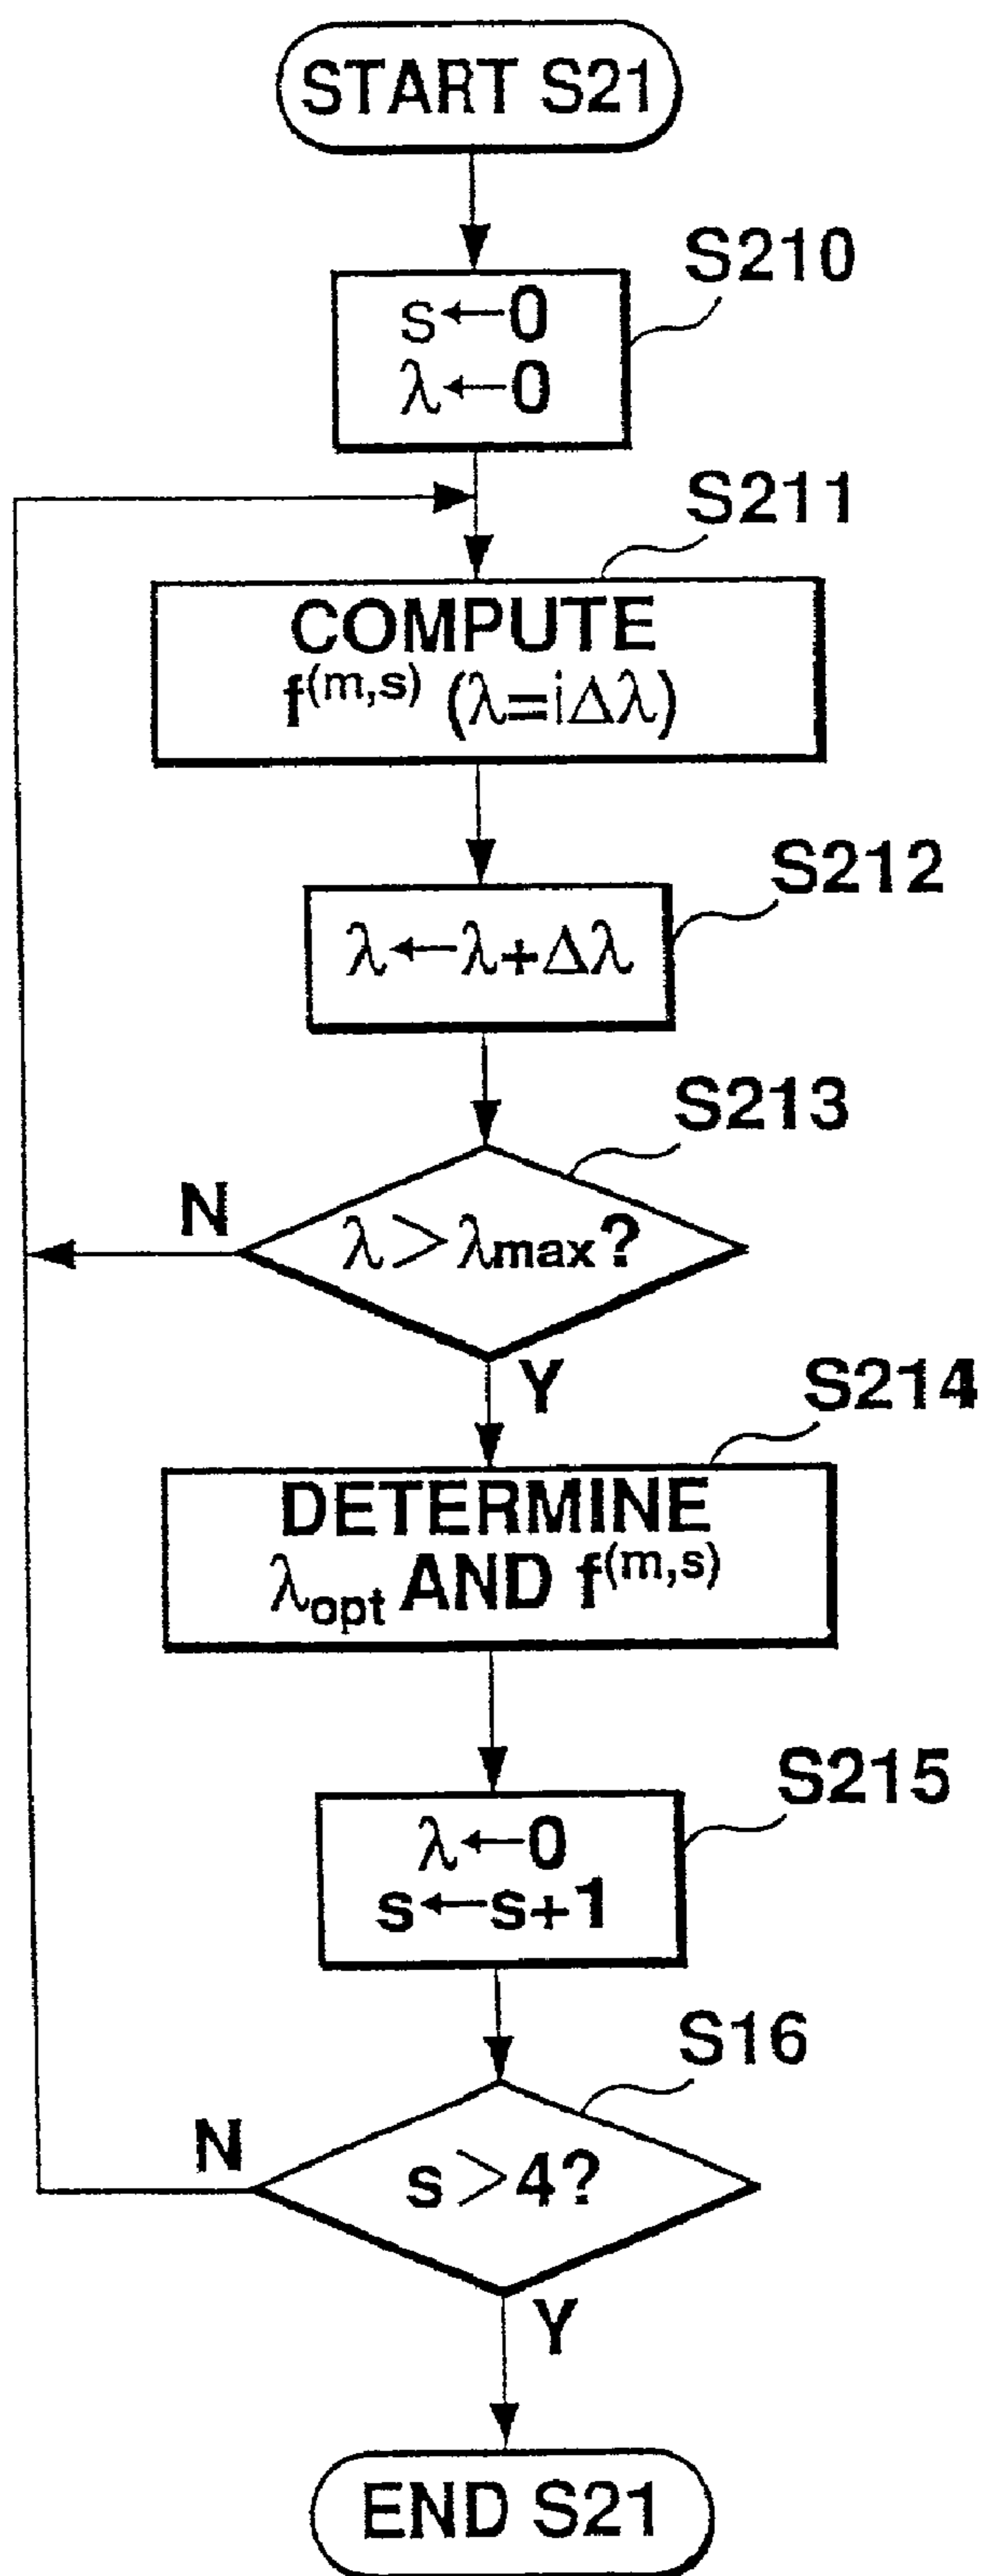 START S21
S210
s←0
λ←0
S211
COMPUTE
f(m,s) (λ=iΔλ)
S212
λ←λ+Δλ
S213
N
λ>λmax?
Y
S214
DETERMINE
λopt AND f(m,s)
S215
λ←0
s←s+1
S16
N
s>4?
Y
END S21